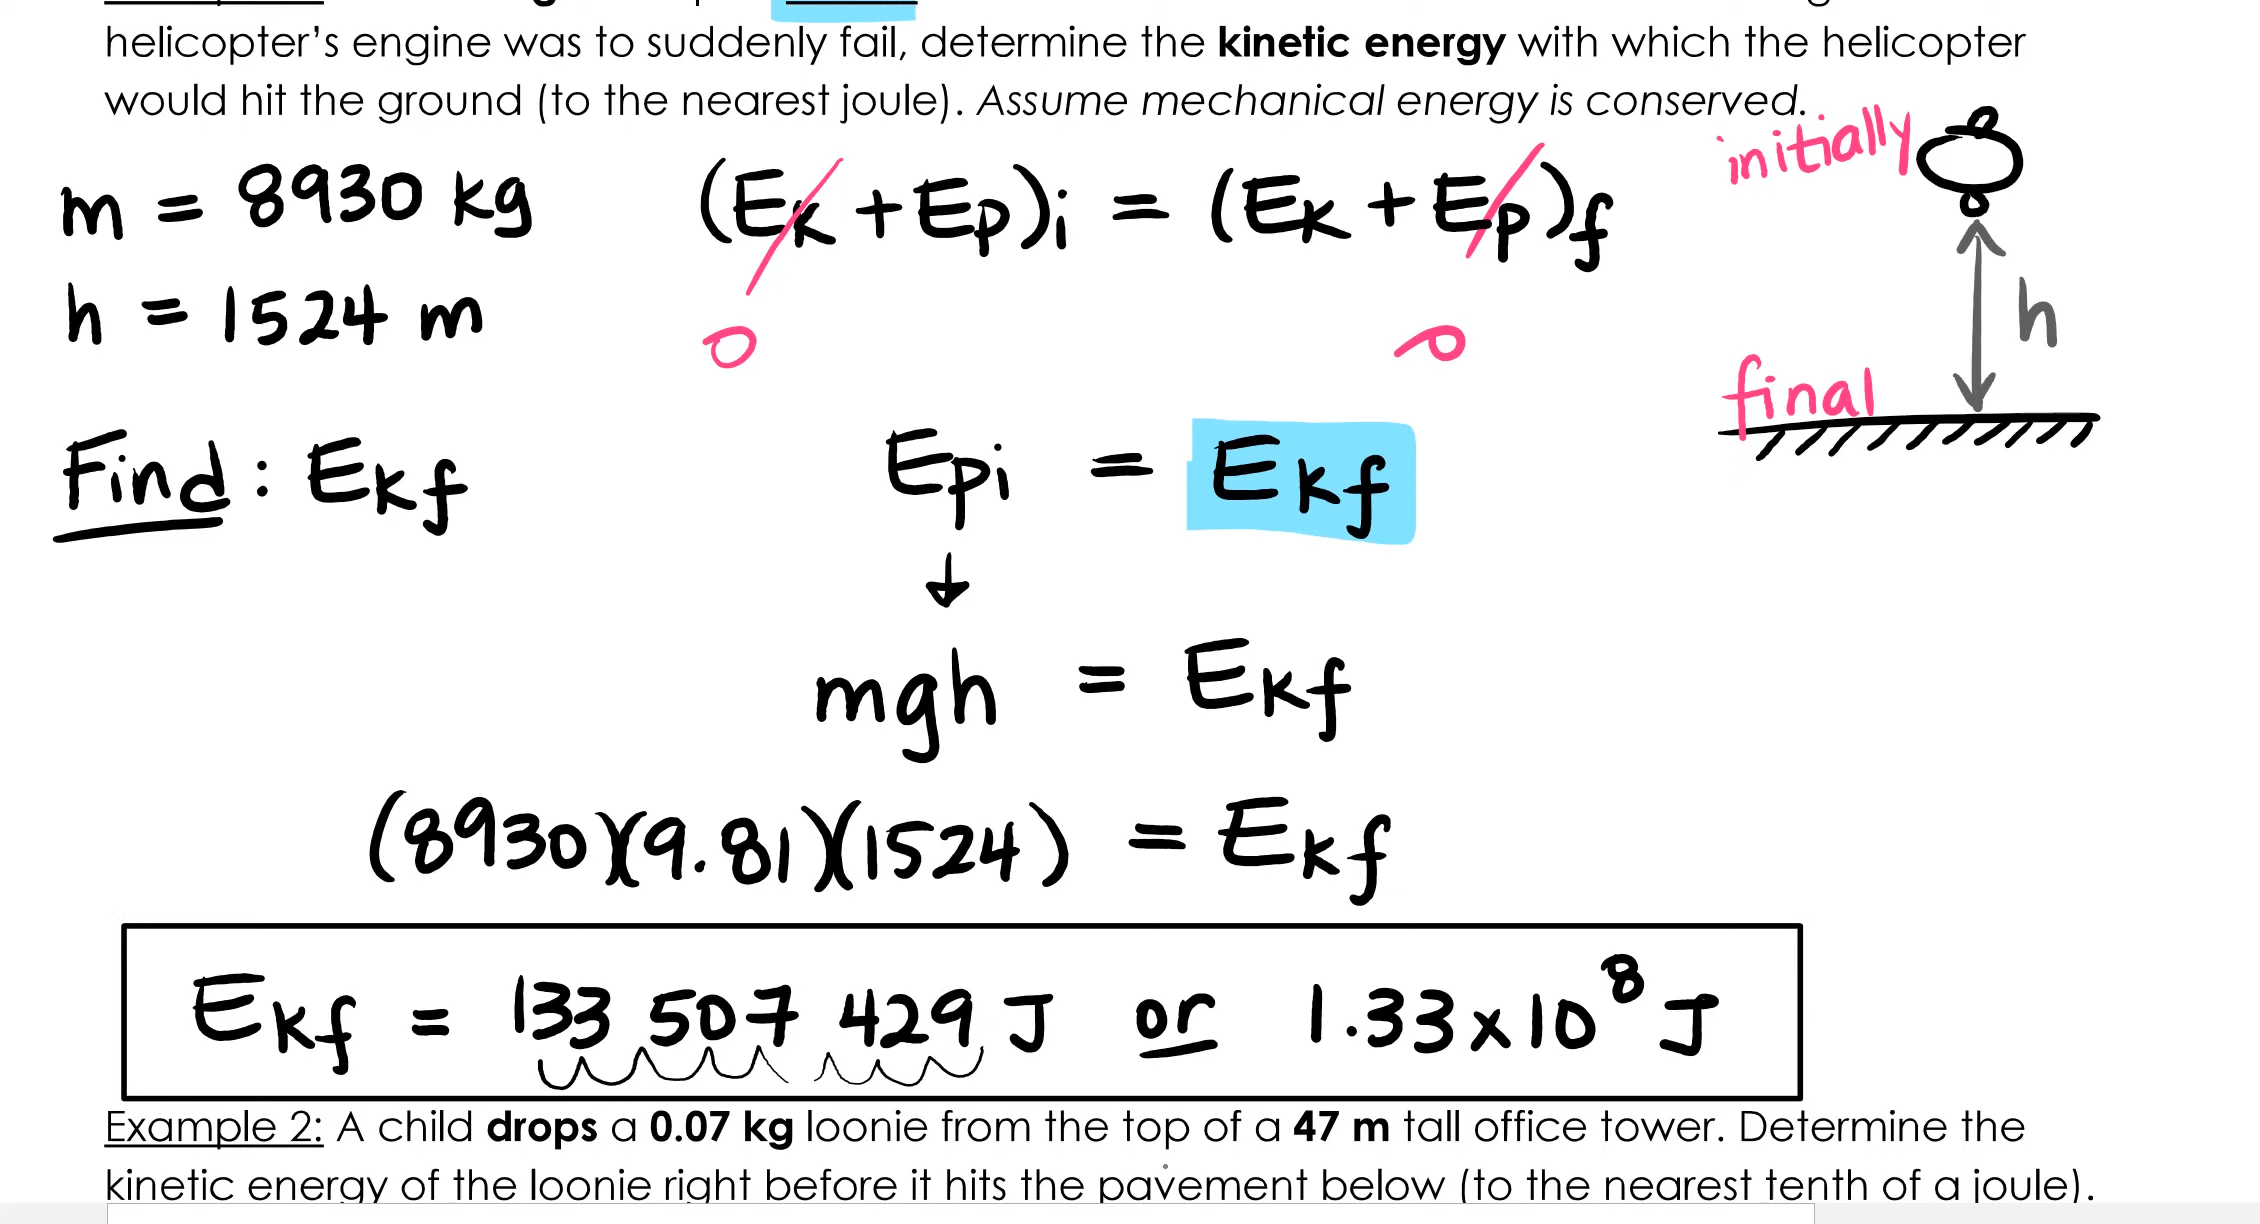 helicopter’s engine was to suddenly fail, determine the kinetic energy with which the helicopter
would hit the ground (to the nearest joule). Assume mechanical energy is conserved.
initially
m = 8930 kg
(Ek + Ep)i = (Ek + Ep)f
h = 1524 m
0
0
h
final
Find: Ekf
Epi = Ekf
↓
mgh = Ekf
(8930)(9.81)(1524) = Ekf
Ekf = 133 507 429 J or 1.33x10⁸ J
Example 2: A child drops a 0.07 kg loonie from the top of a 47 m tall office tower. Determine the
kinetic energy of the loonie right before it hits the pavement below (to the nearest tenth of a joule).